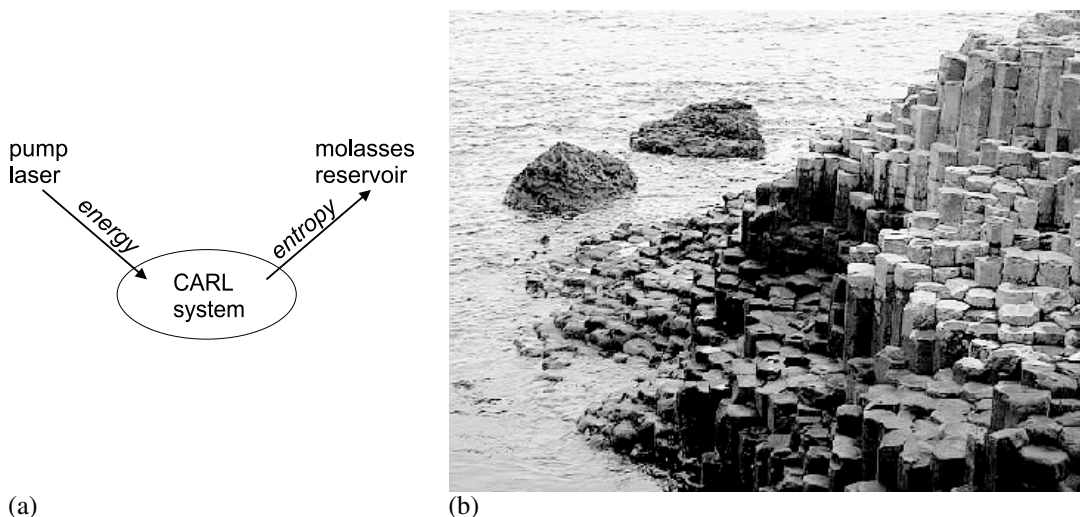 pump
laser
energy
molasses
reservoir
entropy
CARL
system
(a)
(b)